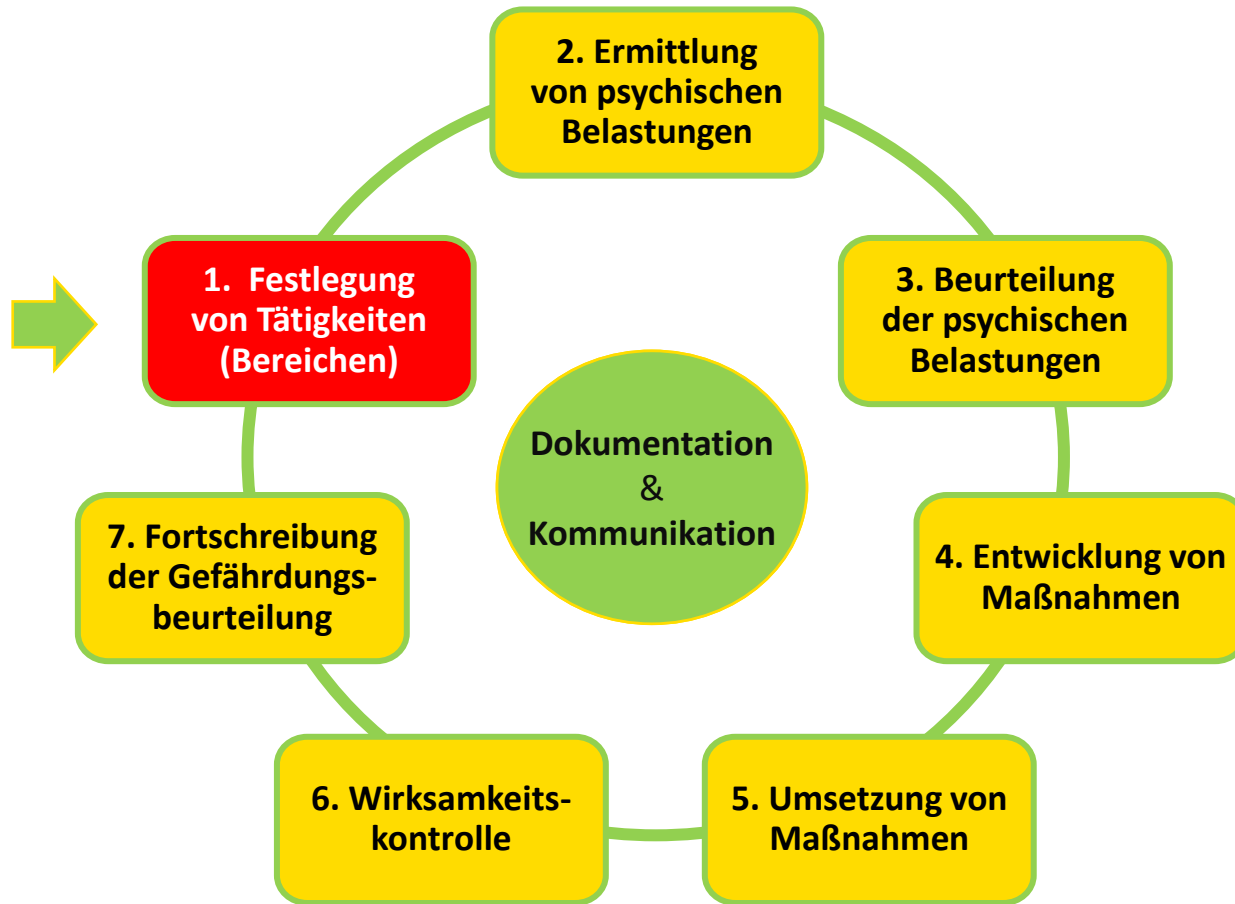 1. Festlegung
von Tätigkeiten
(Bereichen)
2. Ermittlung
von psychischen
Belastungen
3. Beurteilung
der psychischen
Belastungen
4. Entwicklung von
Maßnahmen
5. Umsetzung von
Maßnahmen
6. Wirksamkeits-
kontrolle
7. Fortschreibung
der Gefährdungs-
beurteilung
Dokumentation
&
Kommunikation